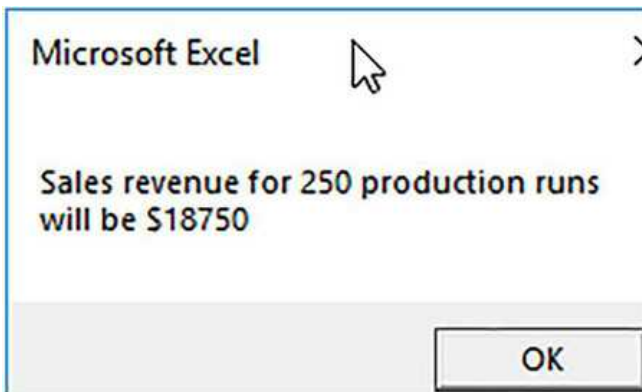 Microsoft Excel
Sales revenue for 250 production runs
will be $18750
OK